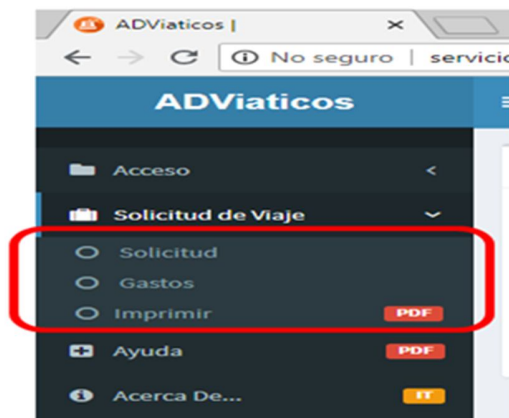 ADViaticos |
No seguro | servicio
ADViaticos
Acceso
Solicitud de Viaje
Solicitud
Gastos
Imprimir PDF
Ayuda PDF
Acerca De... IT